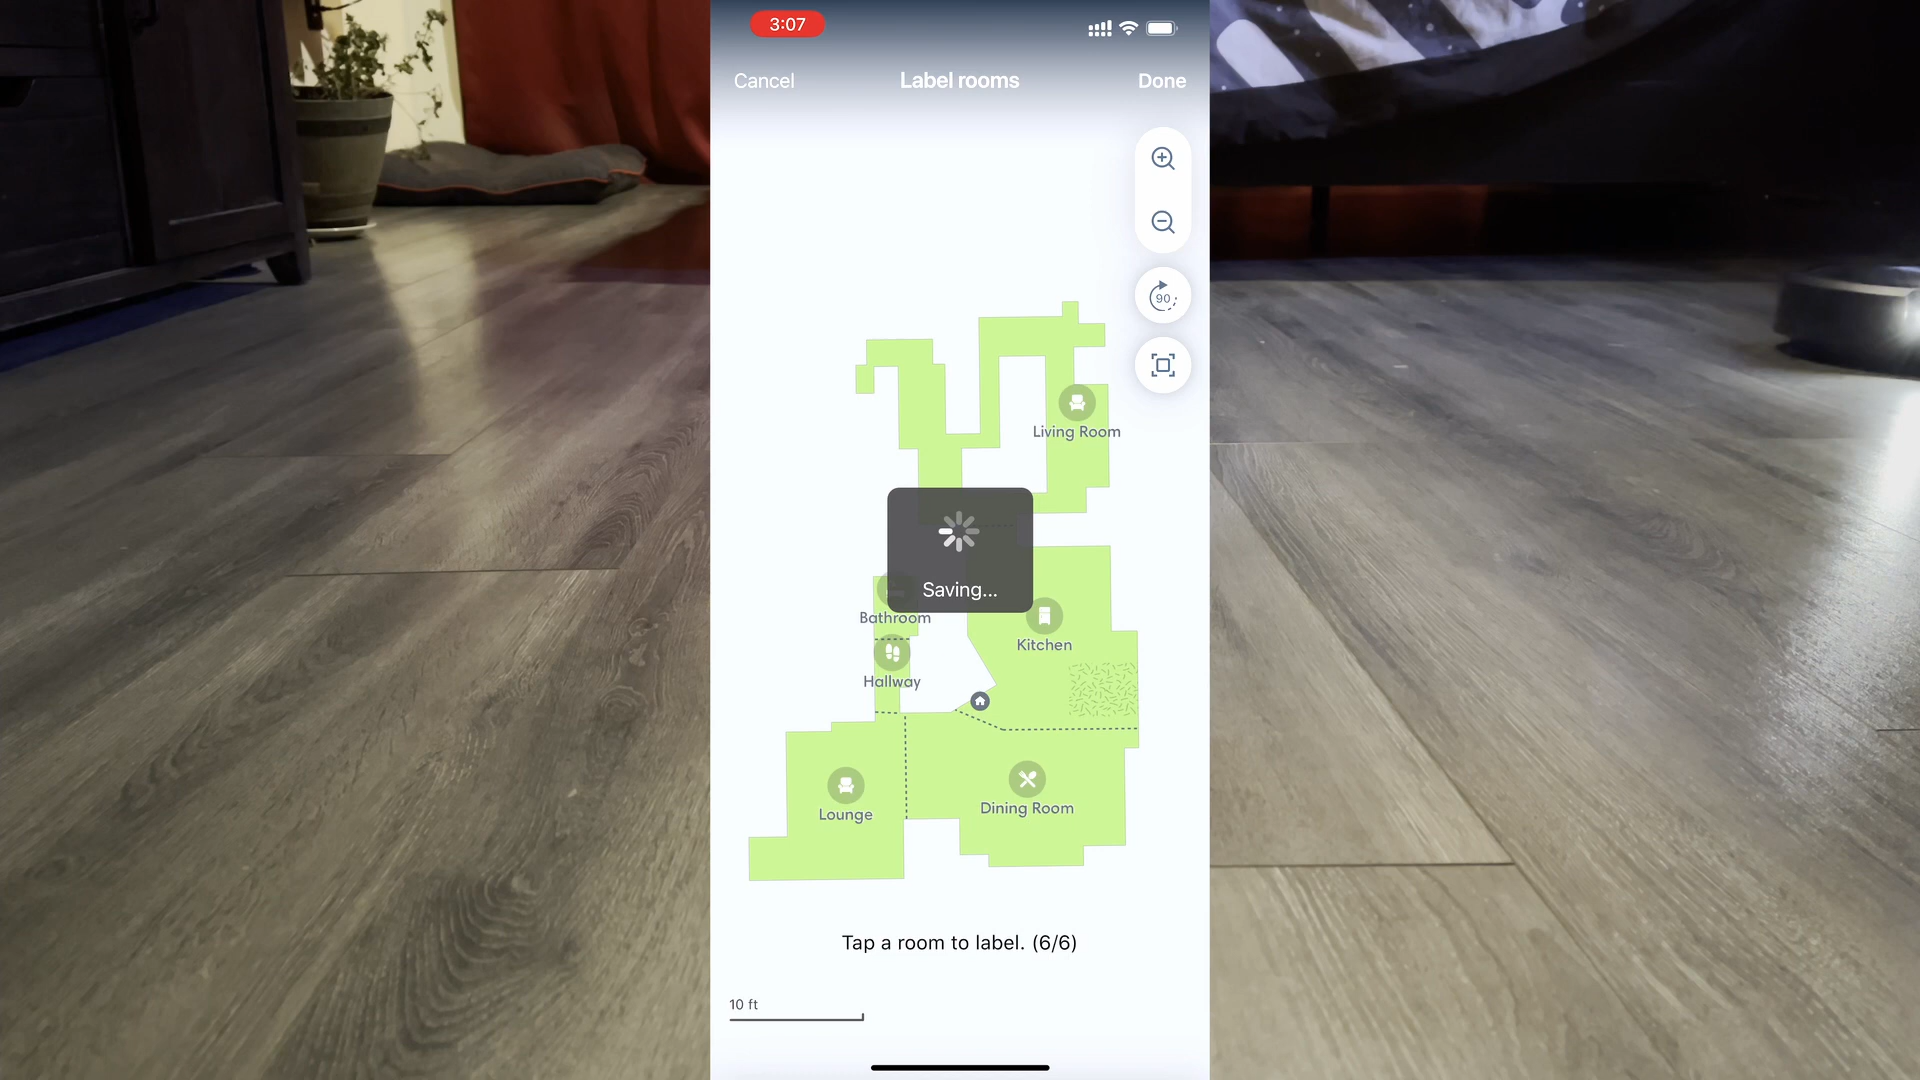 3:07
Cancel
Label rooms
Done
90
Living Room
Saving...
Bathroom
Kitchen
Hallway
Lounge
Dining Room
Tap a room to label. (6/6)
10 ft